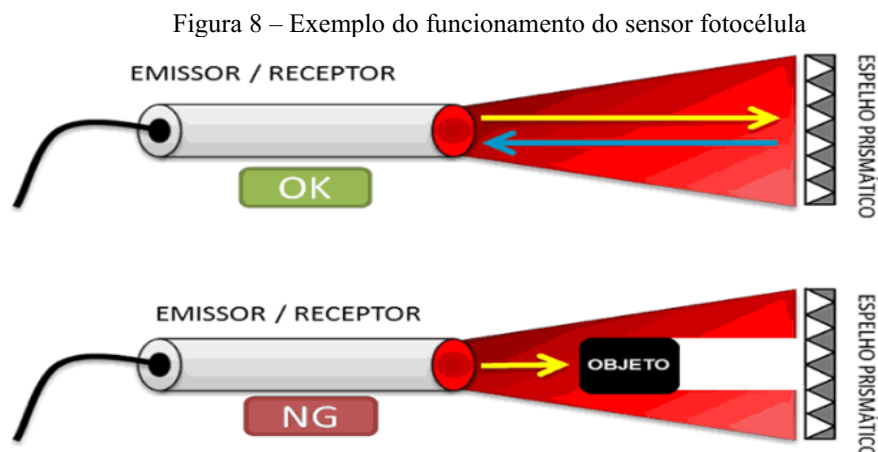 Figura 8 – Exemplo do funcionamento do sensor fotocélula
EMISSOR / RECEPTOR
OK
ESPELHO PRISMÁTICO
EMISSOR / RECEPTOR
OBJETO
NG
ESPELHO PRISMÁTICO